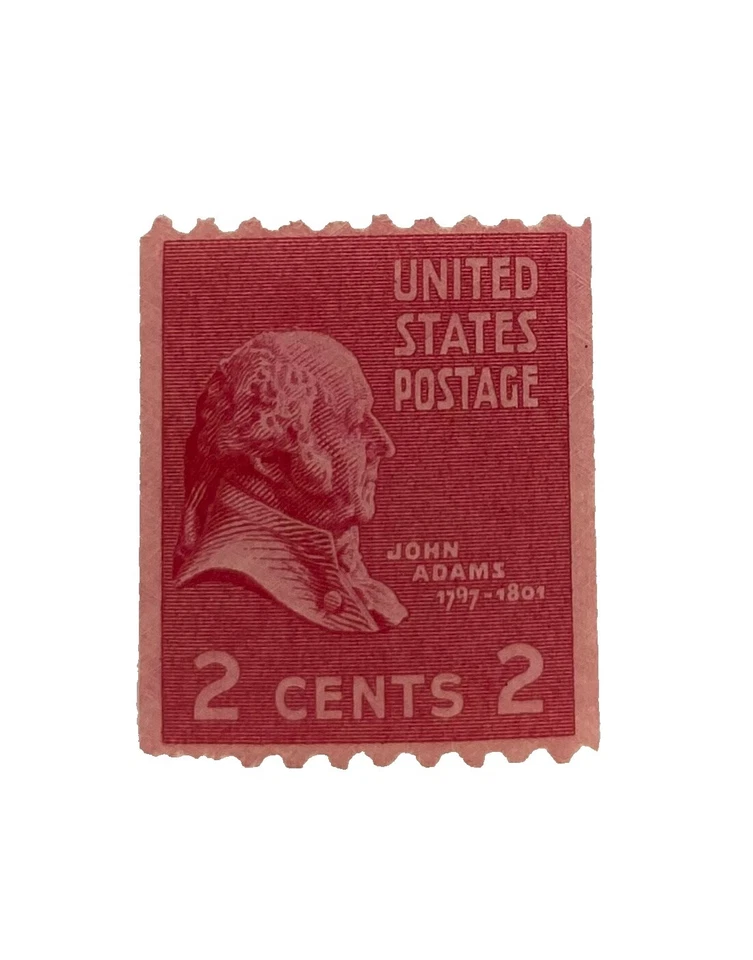 UNITED
STATES
POSTAGE
JOHN
ADAMS
1797-1801
2 CENTS 2